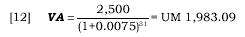 [12] VA = 2,500 / (1+0.0075)³¹ = UM 1,983.09